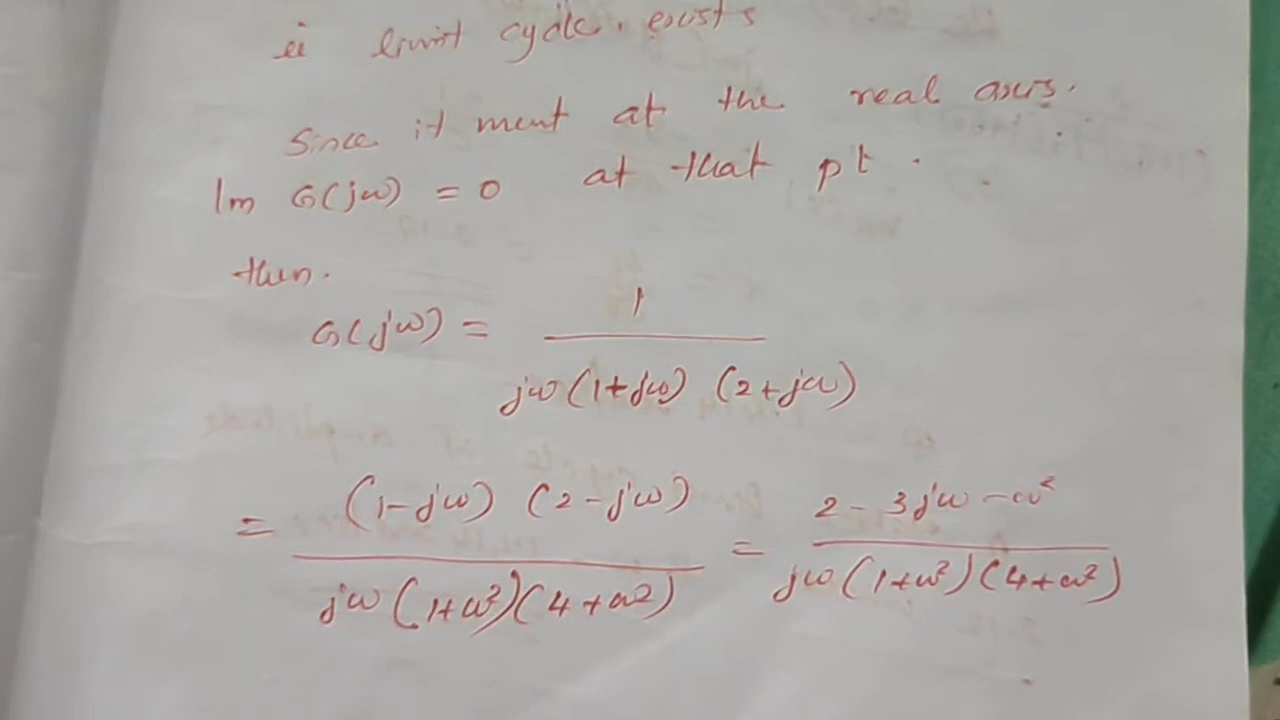 ie limit cycle. exists
Since it ment at the real axis.
Im G(jω) = 0 at that pt.
then.
G(jω) = 1 / jω(1+jω) (2+jω)
= (1-jω) (2-jω) / jω(1+ω²)(4+ω²) = 2 - 3jω - ω² / jω(1+ω²)(4+ω²)